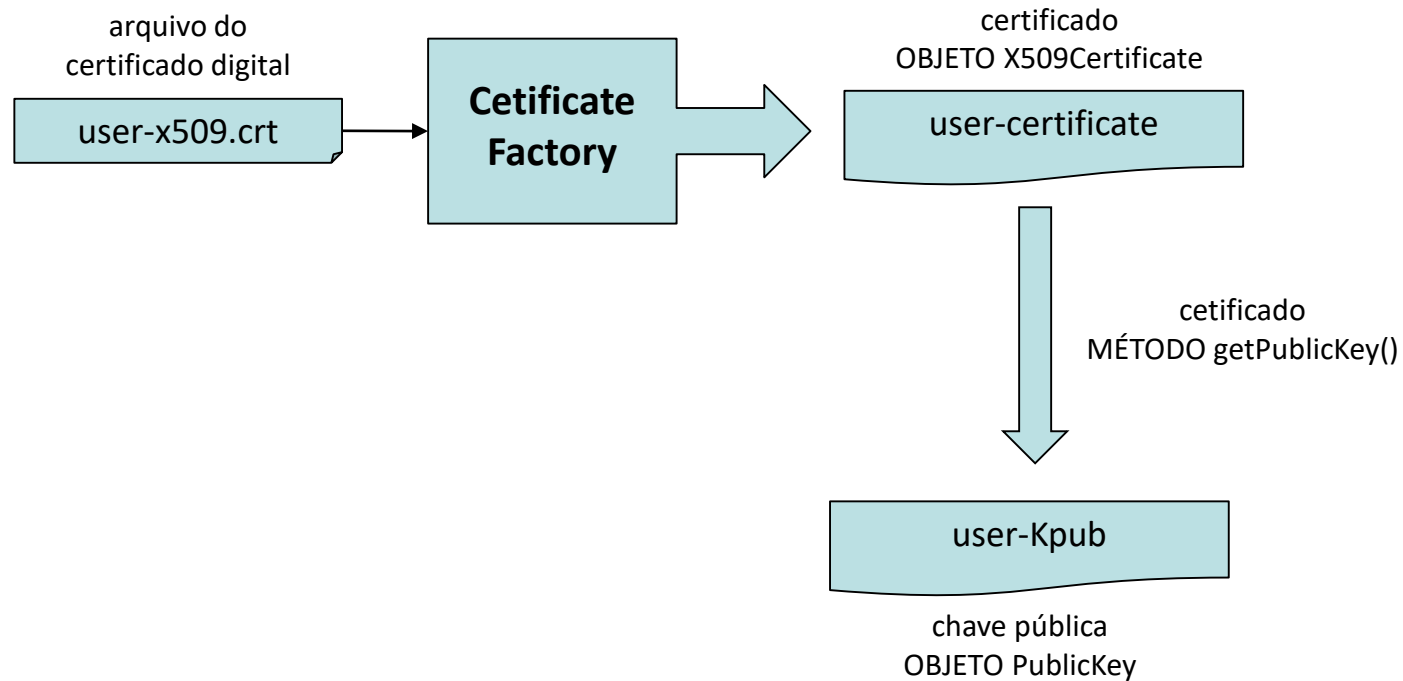 arquivo do
certificado digital
user-x509.crt
Cetificate
Factory
certificado
OBJETO X509Certificate
user-certificate
cetificado
MÉTODO getPublicKey()
user-Kpub
chave pública
OBJETO PublicKey